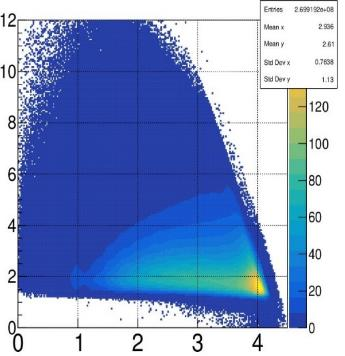 Entries 2.699192e+08
Mean x 2.936
Mean y 2.61
Std Dev x 0.7638
Std Dev y 1.13
12
10
8
6
4
2
0
0 1 2 3 4
120
100
80
60
40
20
0